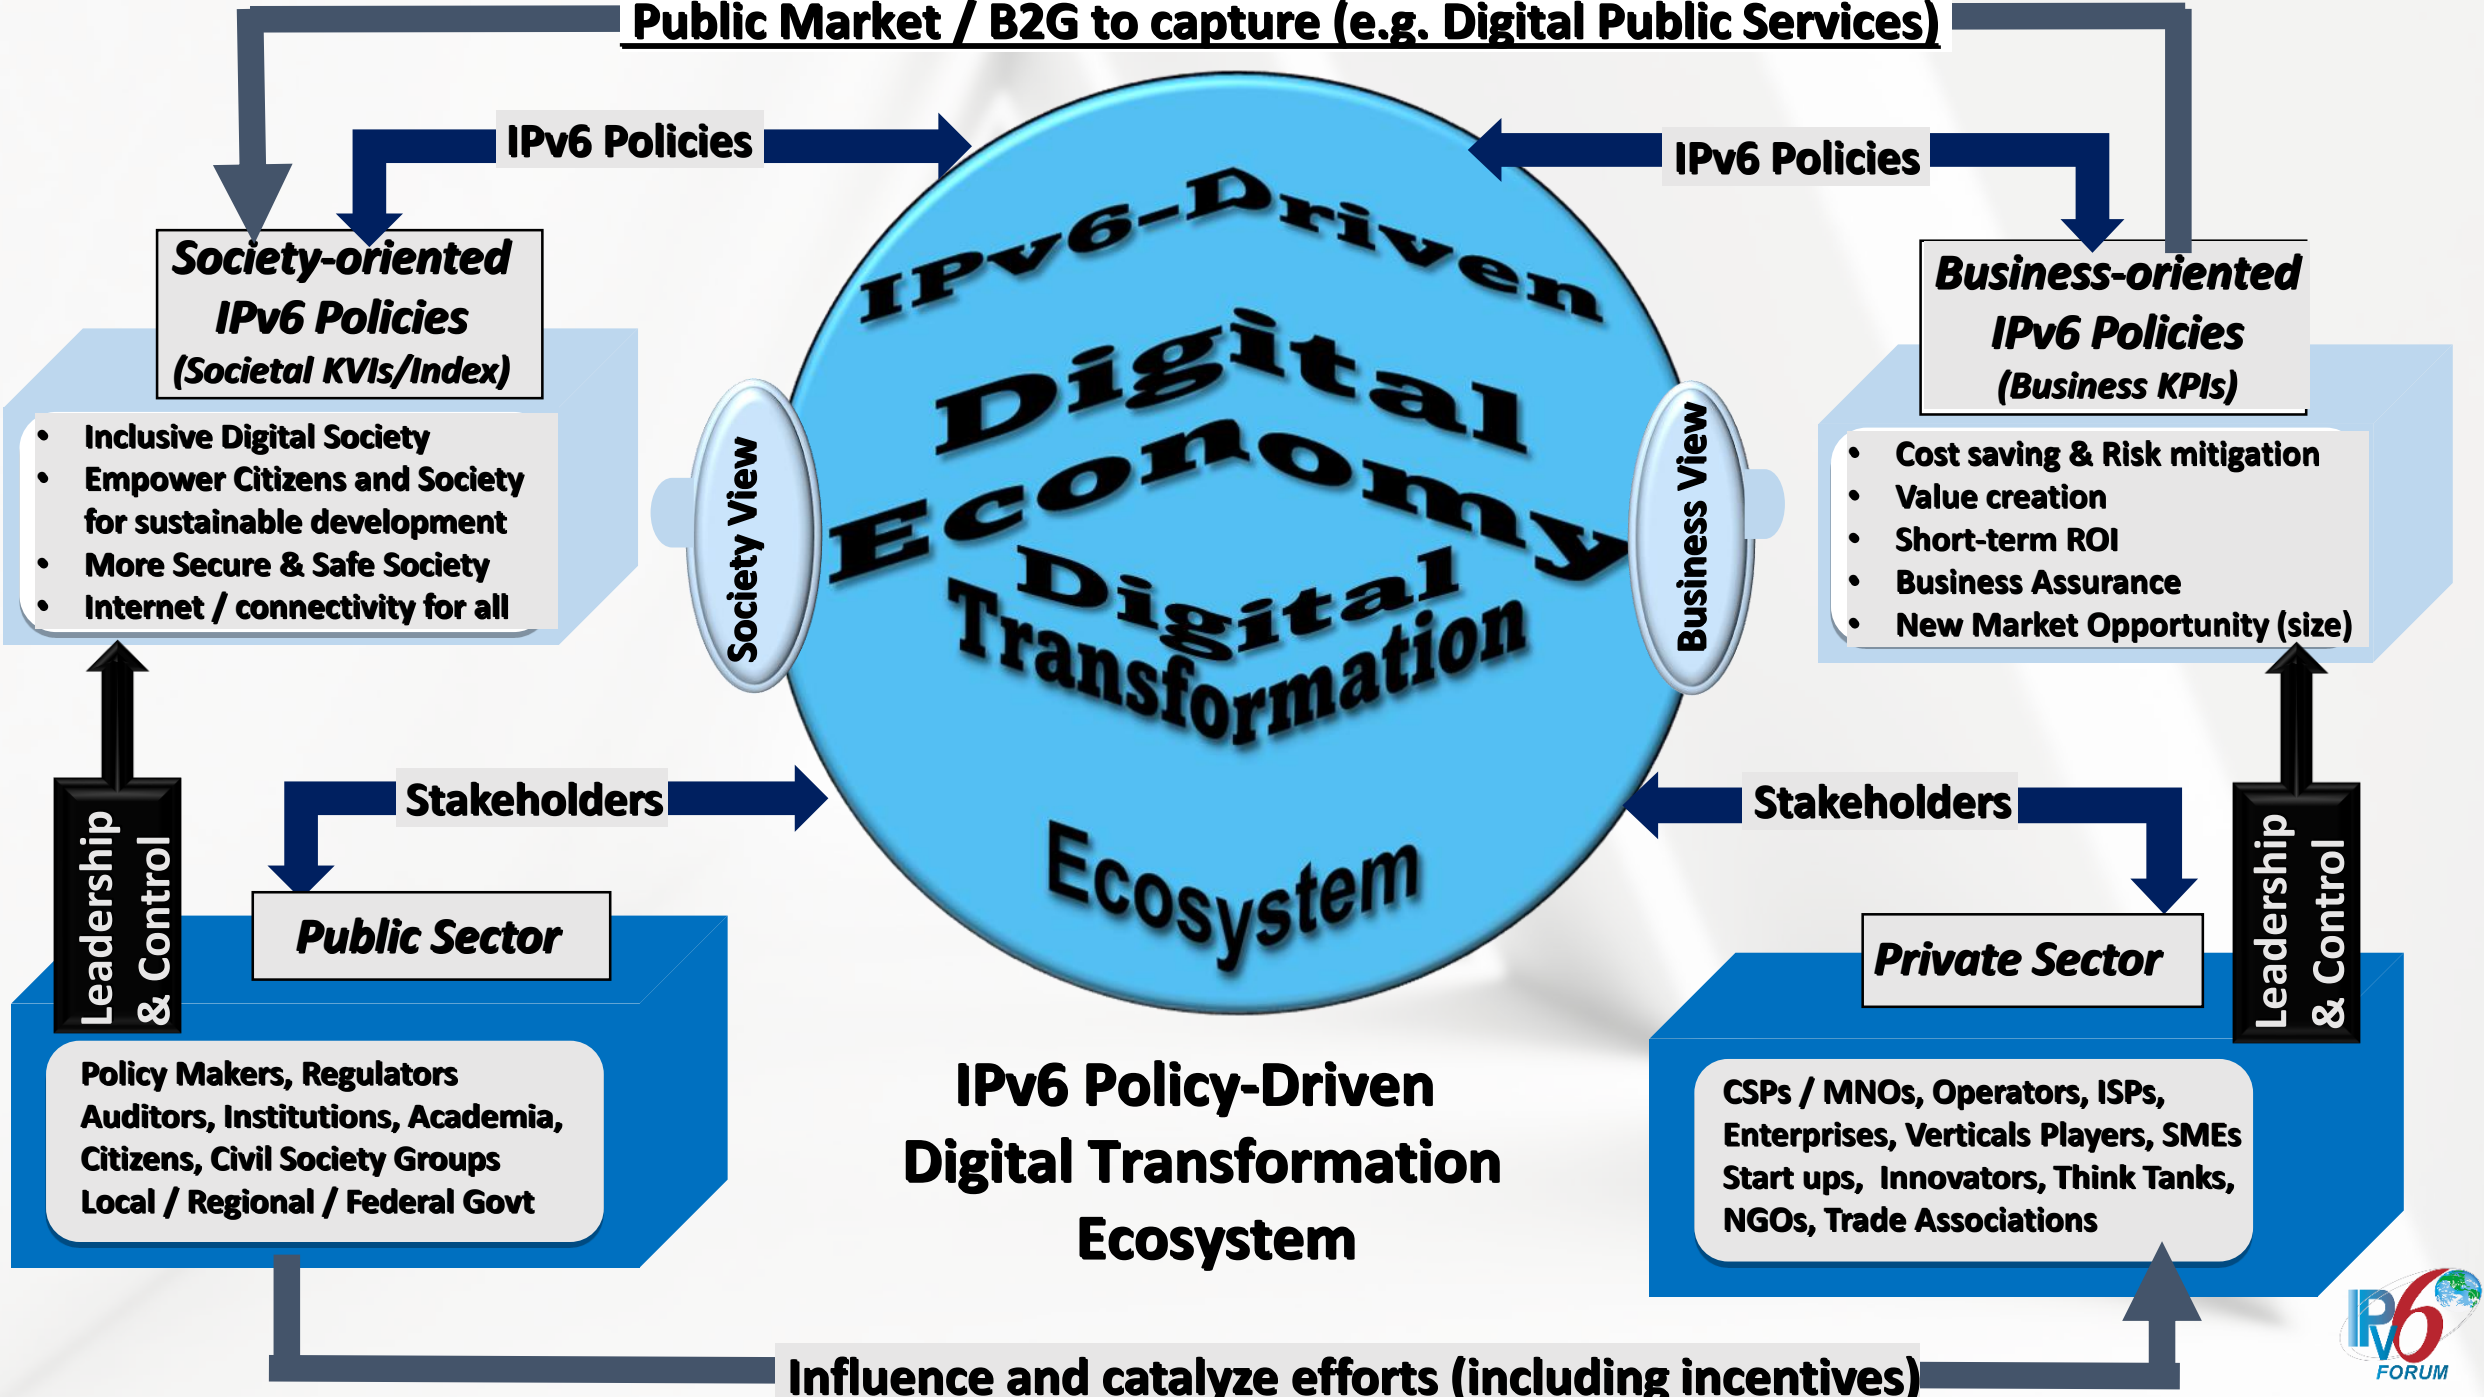 Public Market / B2G to capture (e.g. Digital Public Services)
IPv6 Policies
IPv6 Policies
Society-oriented
IPv6 Policies
(Societal KVIs/Index)
• Inclusive Digital Society
• Empower Citizens and Society
for sustainable development
• More Secure & Safe Society
• Internet / connectivity for all
Society View
IPv6-Driven
Digital
Economy
Digital
Transformation
Ecosystem
Business View
Business-oriented
IPv6 Policies
(Business KPIs)
• Cost saving & Risk mitigation
• Value creation
• Short-term ROI
• Business Assurance
• New Market Opportunity (size)
Leadership
& Control
Stakeholders
Stakeholders
Leadership
& Control
Public Sector
Policy Makers, Regulators
Auditors, Institutions, Academia,
Citizens, Civil Society Groups
Local / Regional / Federal Govt
IPv6 Policy-Driven
Digital Transformation
Ecosystem
Private Sector
CSPs / MNOs, Operators, ISPs,
Enterprises, Verticals Players, SMEs
Start ups,  Innovators, Think Tanks,
NGOs, Trade Associations
Influence and catalyze efforts (including incentives)
IPv6
FORUM